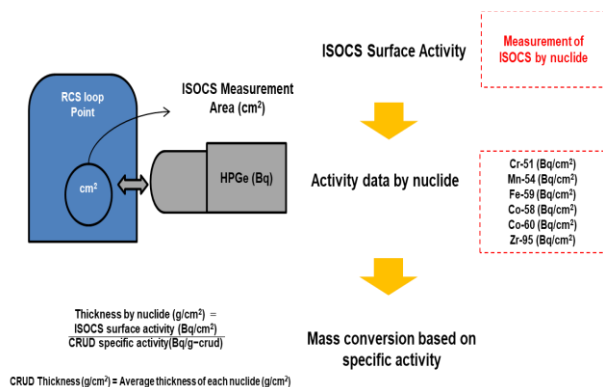 ISOCS Surface Activity
Measurement of
ISOCS by nuclide
RCS loop
Point
ISOCS Measurement
Area (cm²)
cm²
HPGe (Bq)
Activity data by nuclide
Cr-51 (Bq/cm²)
Mn-54 (Bq/cm²)
Fe-59 (Bq/cm²)
Co-58 (Bq/cm²)
Co-60 (Bq/cm²)
Zr-95 (Bq/cm²)
Thickness by nuclide (g/cm²) =
ISOCS surface activity (Bq/cm²)
CRUD specific activity(Bq/g−crud)
Mass conversion based on
specific activity
CRUD Thickness (g/cm²) = Average thickness of each nuclide (g/cm²)